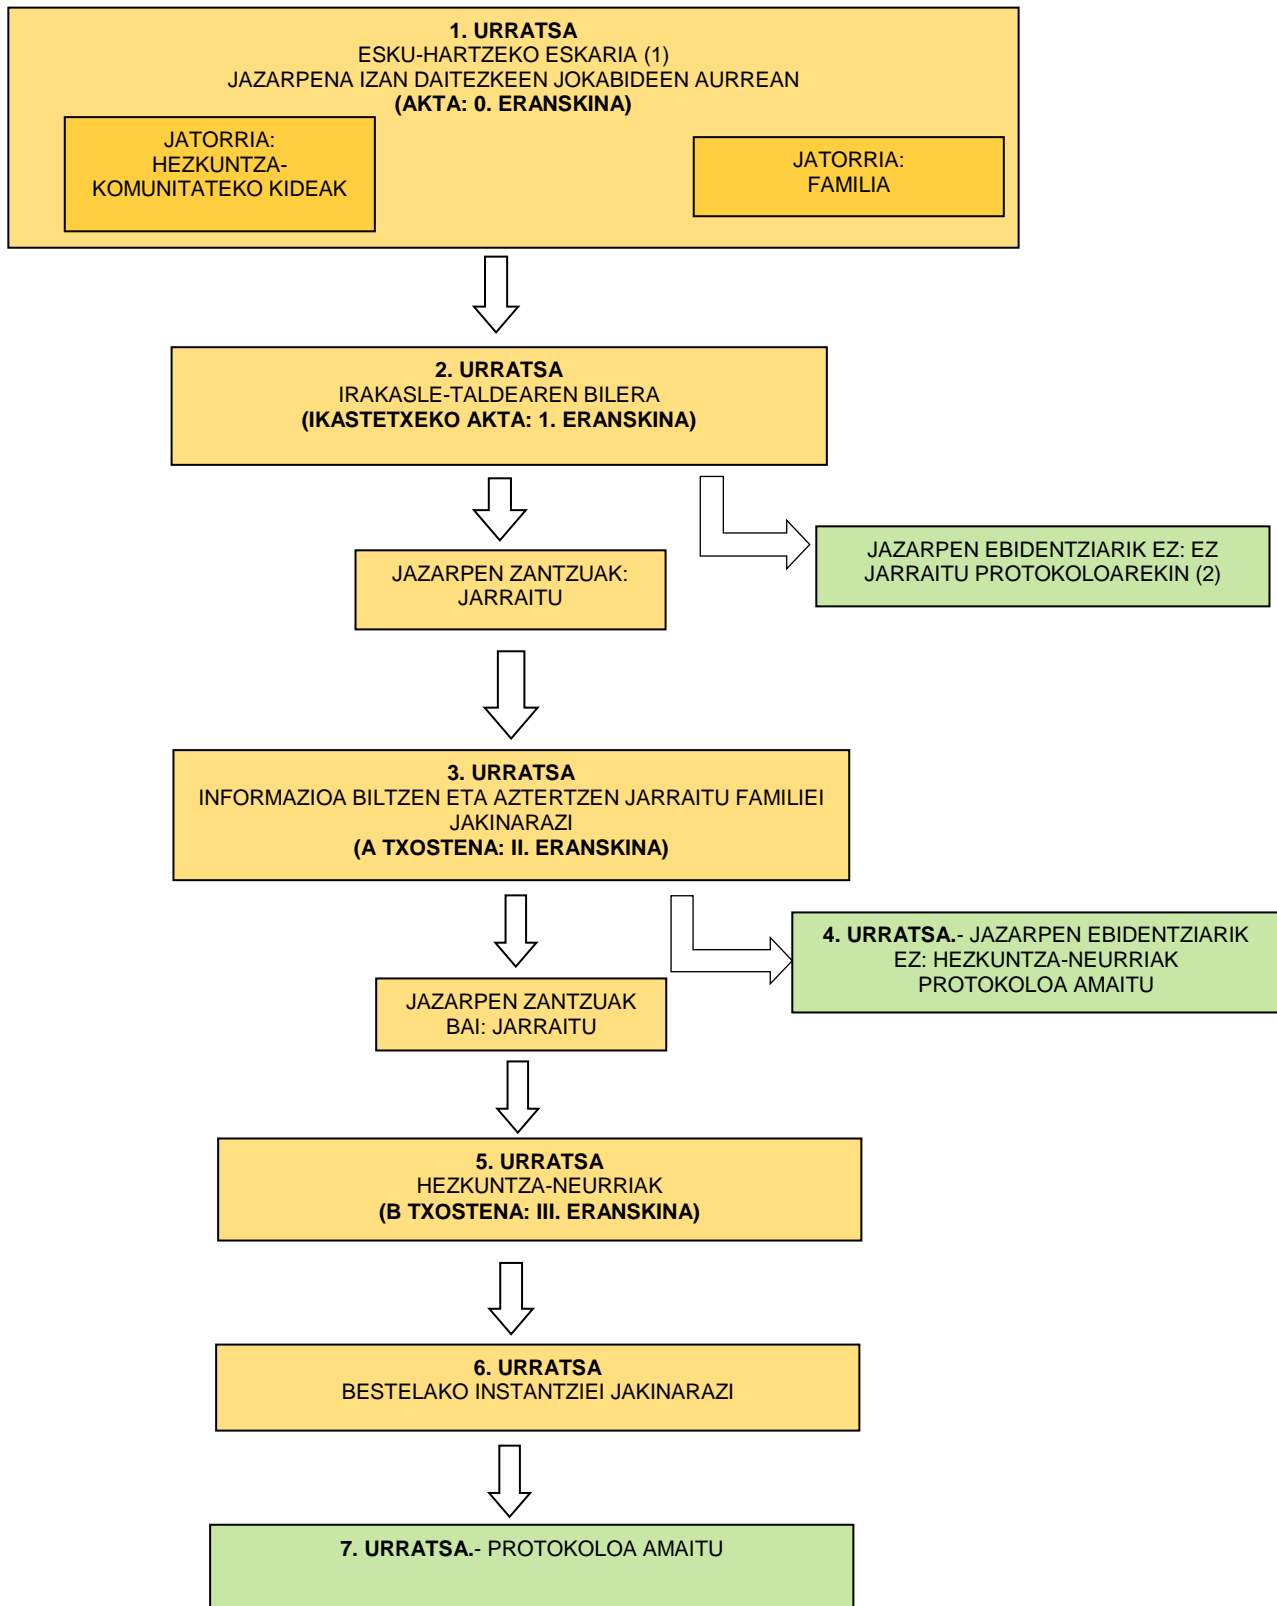 1. URRATSA
ESKU-HARTZEKO ESKARIA (1)
JAZARPENA IZAN DAITEZKEEN JOKABIDEEN AURREAN
(AKTA: 0. ERANSKINA)
JATORRIA:
HEZKUNTZA-
KOMUNITATEKO KIDEAK
JATORRIA:
FAMILIA
2. URRATSA
IRAKASLE-TALDEAREN BILERA
(IKASTETXEKO AKTA: 1. ERANSKINA)
JAZARPEN ZANTZUAK:
JARRAITU
JAZARPEN EBIDENTZIARIK EZ: EZ
JARRAITU PROTOKOLOAREKIN (2)
3. URRATSA
INFORMAZIOA BILTZEN ETA AZTERTZEN JARRAITU FAMILIEI
JAKINARAZI
(A TXOSTENA: II. ERANSKINA)
4. URRATSA.- JAZARPEN EBIDENTZIARIK
EZ: HEZKUNTZA-NEURRIAK
PROTOKOLOA AMAITU
JAZARPEN ZANTZUAK
BAI: JARRAITU
5. URRATSA
HEZKUNTZA-NEURRIAK
(B TXOSTENA: III. ERANSKINA)
6. URRATSA
BESTELAKO INSTANTZIEI JAKINARAZI
7. URRATSA.- PROTOKOLOA AMAITU